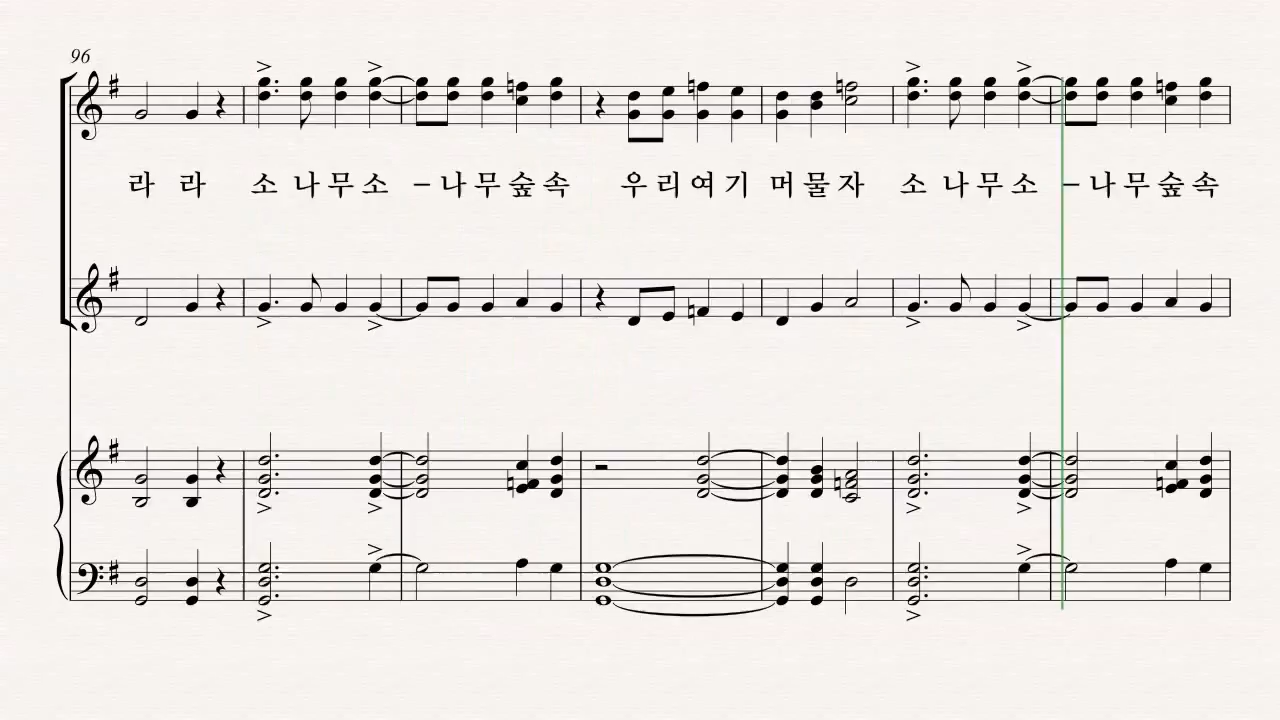 96
라 라 소 나 무 소 – 나 무 숲 속 우 리 여 기 머 물 자 소 나 무 소 – 나 무 숲 속